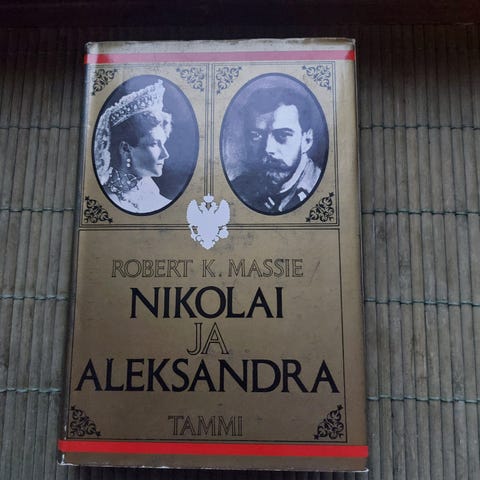 ROBERT K. MASSIE
NIKOLAI
JA
ALEKSANDRA
TAMMI